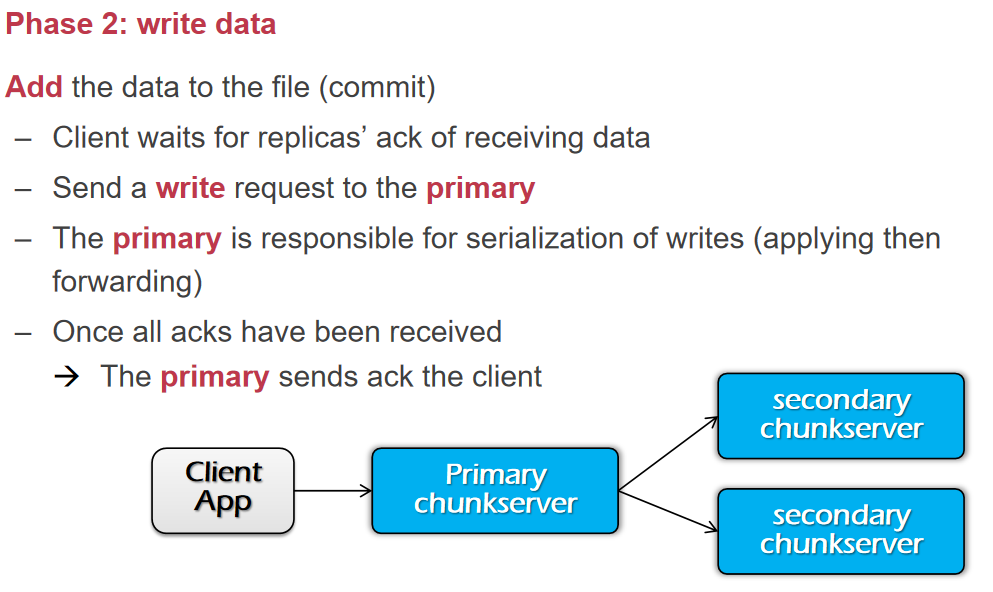 Phase 2: write data
Add the data to the file (commit)
– Client waits for replicas’ ack of receiving data
– Send a write request to the primary
– The primary is responsible for serialization of writes (applying then
forwarding)
– Once all acks have been received
→ The primary sends ack the client
secondary
chunkserver
Client
App
Primary
chunkserver
secondary
chunkserver